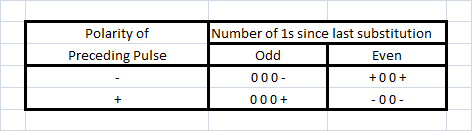 Polarity of Number of 1s since last substitution
Preceding Pulse Odd Even
- 0 0 0 - + 0 0 +
+ 0 0 0 + - 0 0 -